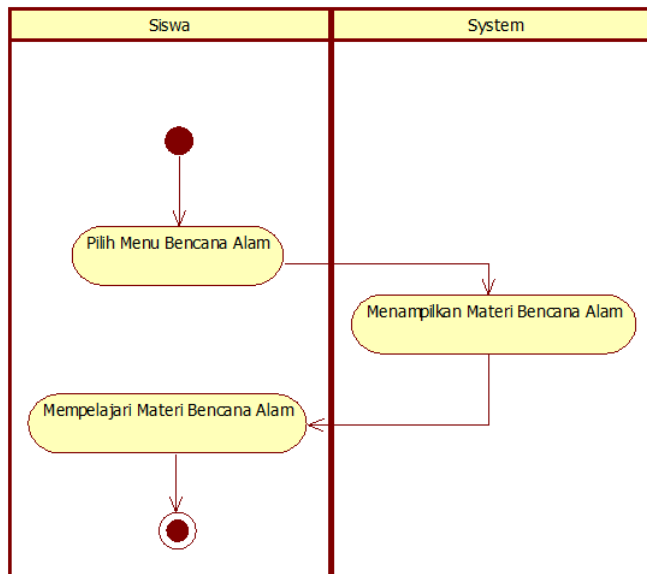 Siswa
System
Pilih Menu Bencana Alam
Menampilkan Materi Bencana Alam
Mempelajari Materi Bencana Alam